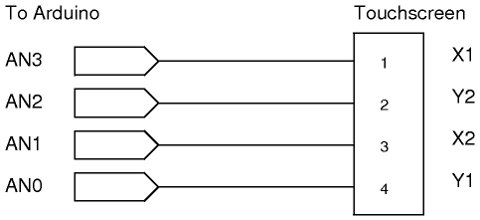 To Arduino Touchscreen
AN3 1 X1
AN2 2 Y2
AN1 3 X2
AN0 4 Y1